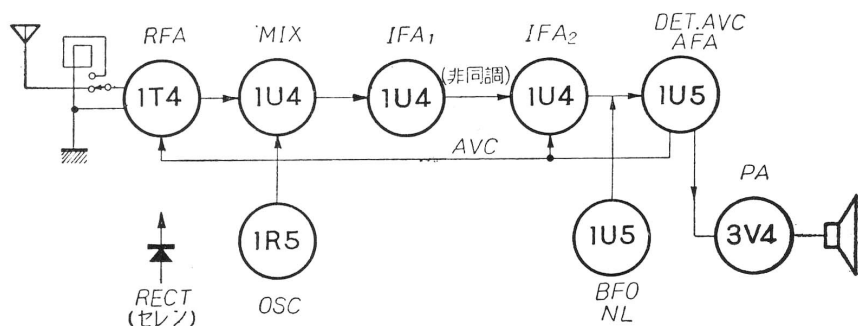 RFA
MIX
IFA₁
IFA₂
DET.AVC
AFA
1T4
1U4
1U4
(非同調)
1U4
1U5
AVC
PA
1R5
1U5
3V4
RECT
(セレン)
OSC
BFO
NL